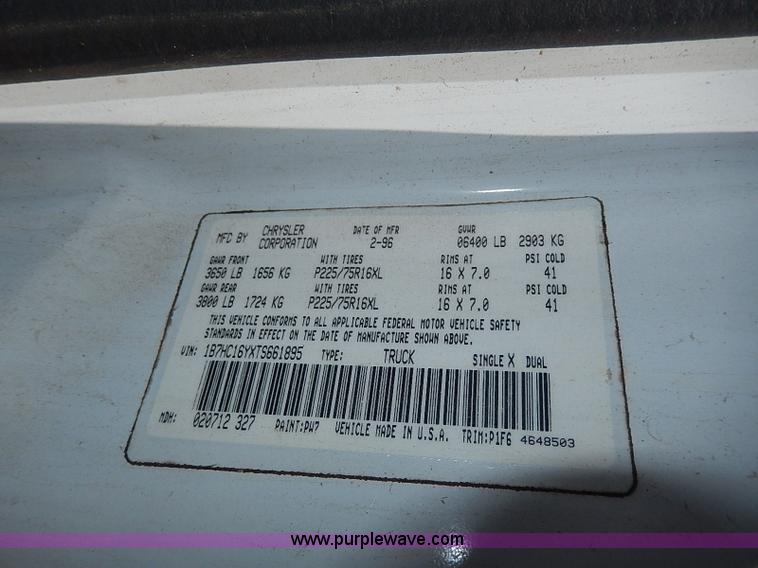 MFC BY CHRYSLER CORPORATION DATE OF MFR 2-96 GVWR 06400 LB 2903 KG
GAWR FRONT WITH TIRES RIMS AT PSI COLD
3650 LB 1656 KG P225/75R16XL 16 X 7.0 41
GAWR REAR WITH TIRES RIMS AT PSI COLD
3800 LB 1724 KG P225/75R16XL 16 X 7.0 41
THIS VEHICLE CONFORMS TO ALL APPLICABLE FEDERAL MOTOR VEHICLE SAFETY
STANDARDS IN EFFECT ON THE DATE OF MANUFACTURE SHOWN ABOVE.
VIN: 1B7HC16YXTS661895 TYPE: TRUCK SINGLE X DUAL
MDH: 020712 327 PAINT:PW7 VEHICLE MADE IN U.S.A. TRIM:P1F6 4648503
www.purplewave.com